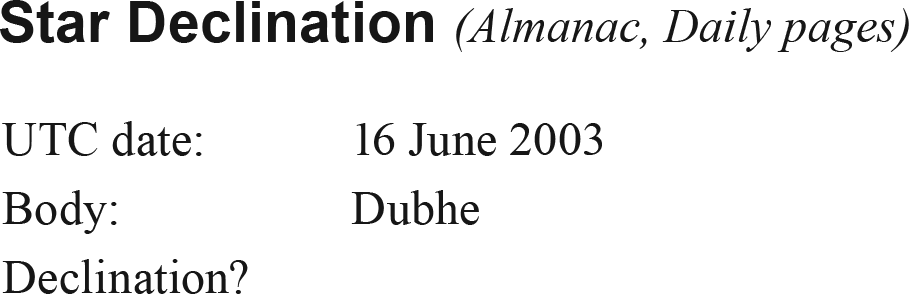 Star Declination (Almanac, Daily pages)
UTC date: 16 June 2003
Body: Dubhe
Declination?